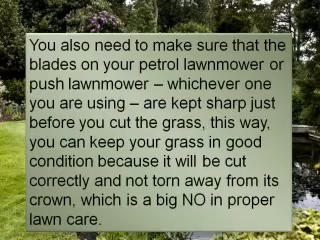 You also need to make sure that the
blades on your petrol lawnmower or
push lawnmower – whichever one
you are using – are kept sharp just
before you cut the grass, this way,
you can keep your grass in good
condition because it will be cut
correctly and not torn away from its
crown, which is a big NO in proper
lawn care.